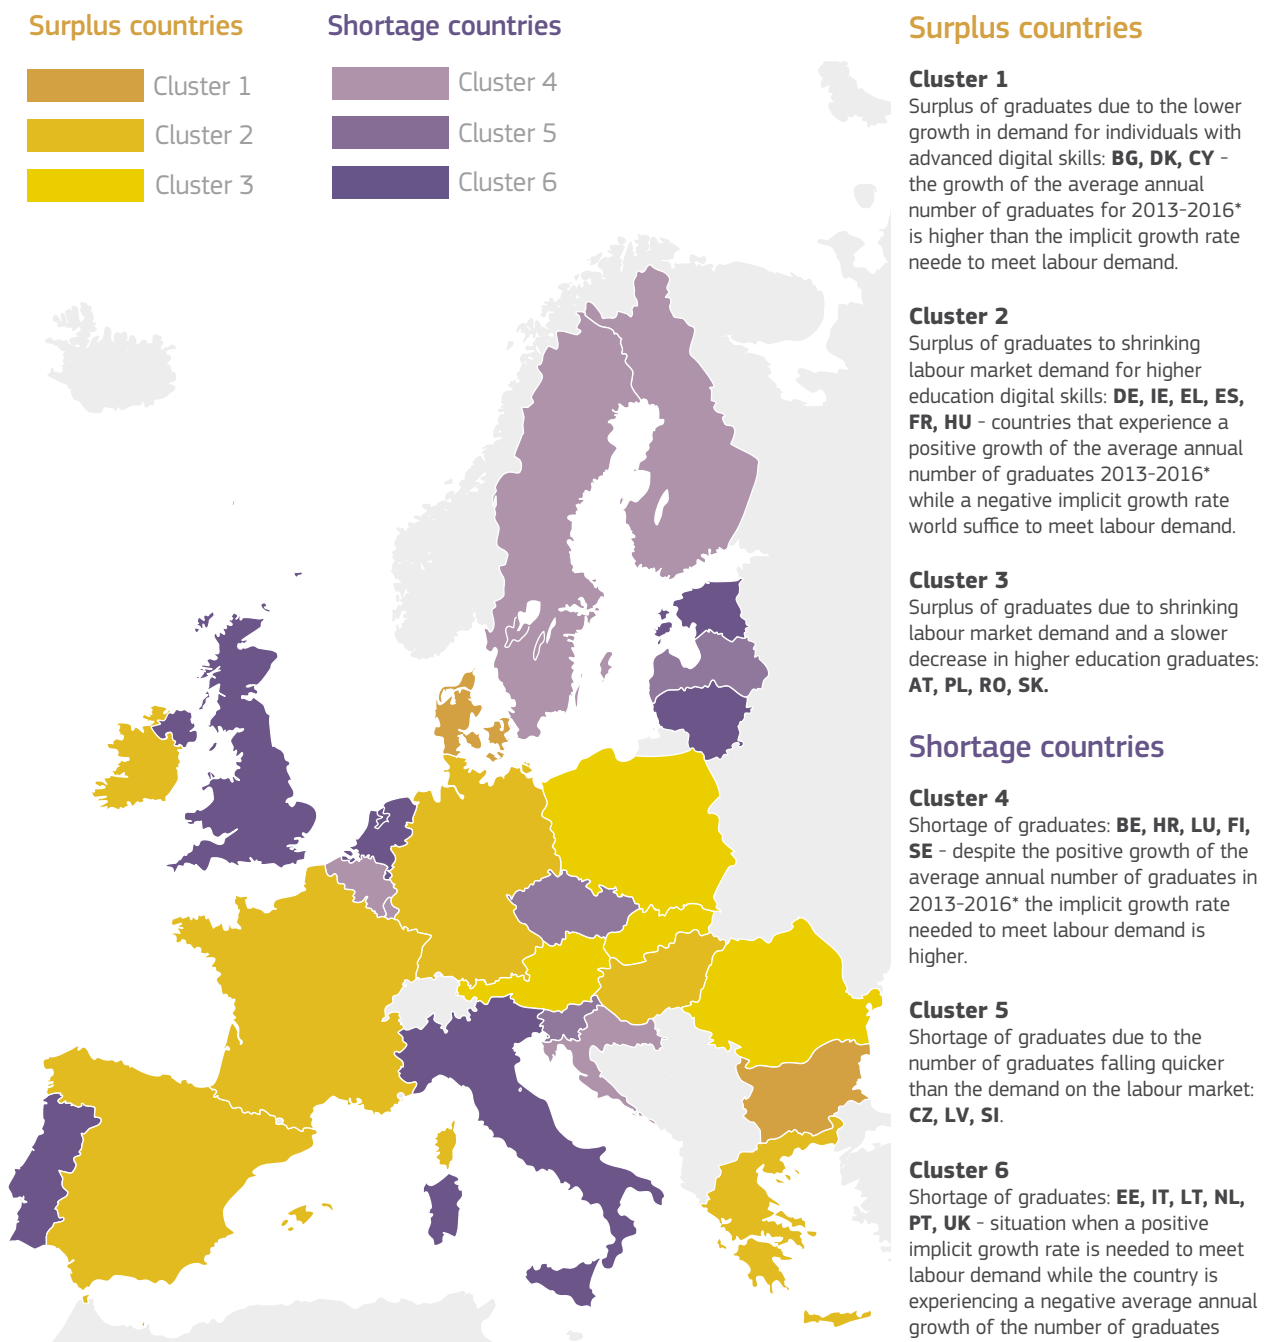 Surplus countries
Cluster 1
Cluster 2
Cluster 3
Shortage countries
Cluster 4
Cluster 5
Cluster 6
Surplus countries
Cluster 1
Surplus of graduates due to the lower
growth in demand for individuals with
advanced digital skills: BG, DK, CY -
the growth of the average annual
number of graduates for 2013-2016*
is higher than the implicit growth rate
neede to meet labour demand.
Cluster 2
Surplus of graduates to shrinking
labour market demand for higher
education digital skills: DE, IE, EL, ES,
FR, HU - countries that experience a
positive growth of the average annual
number of graduates 2013-2016*
while a negative implicit growth rate
world suffice to meet labour demand.
Cluster 3
Surplus of graduates due to shrinking
labour market demand and a slower
decrease in higher education graduates:
AT, PL, RO, SK.
Shortage countries
Cluster 4
Shortage of graduates: BE, HR, LU, FI,
SE - despite the positive growth of the
average annual number of graduates in
2013-2016* the implicit growth rate
needed to meet labour demand is
higher.
Cluster 5
Shortage of graduates due to the
number of graduates falling quicker
than the demand on the labour market:
CZ, LV, SI.
Cluster 6
Shortage of graduates: EE, IT, LT, NL,
PT, UK - situation when a positive
implicit growth rate is needed to meet
labour demand while the country is
experiencing a negative average annual
growth of the number of graduates